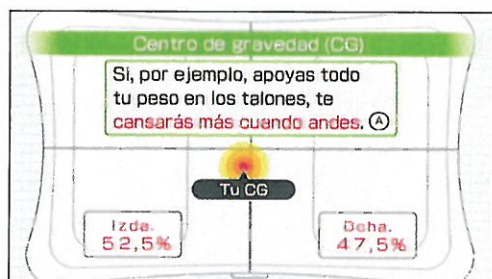 Centro de gravedad (CG)
Si, por ejemplo, apoyas todo
tu peso en los talones, te
cansarás más cuando andes. Ⓐ
Tu CG
Izda.
52,5%
Dcha.
47,5%